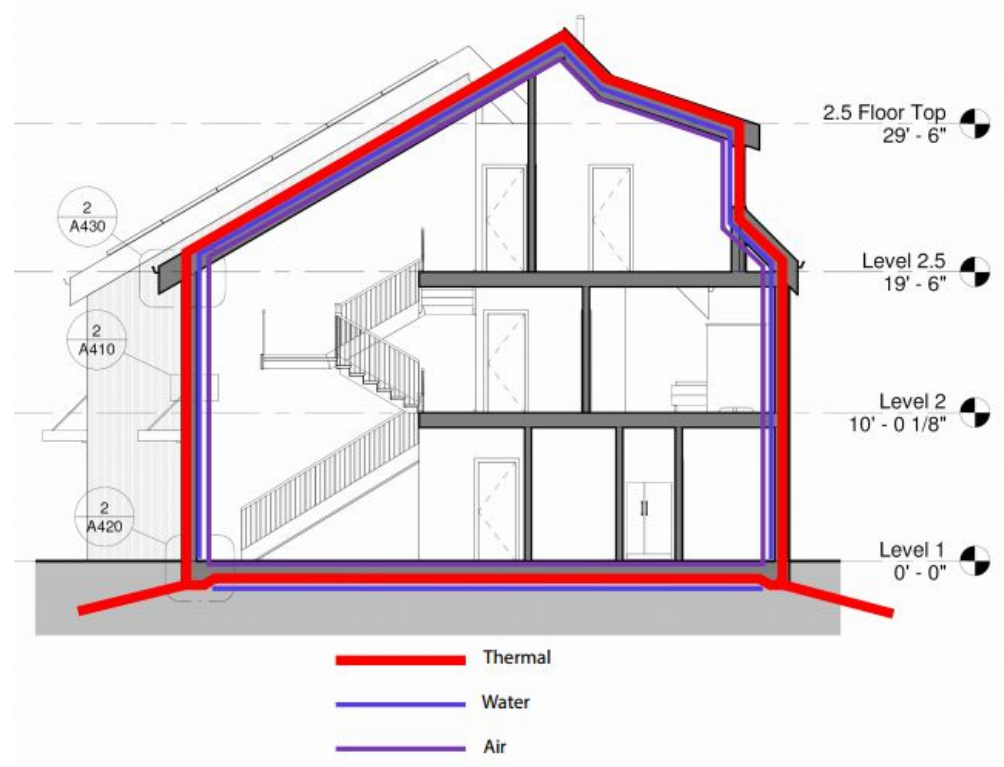 2.5 Floor Top
29' - 6"
2
A430
Level 2.5
19' - 6"
2
A410
Level 2
10' - 0 1/8"
2
A420
Level 1
0' - 0"
Thermal
Water
Air